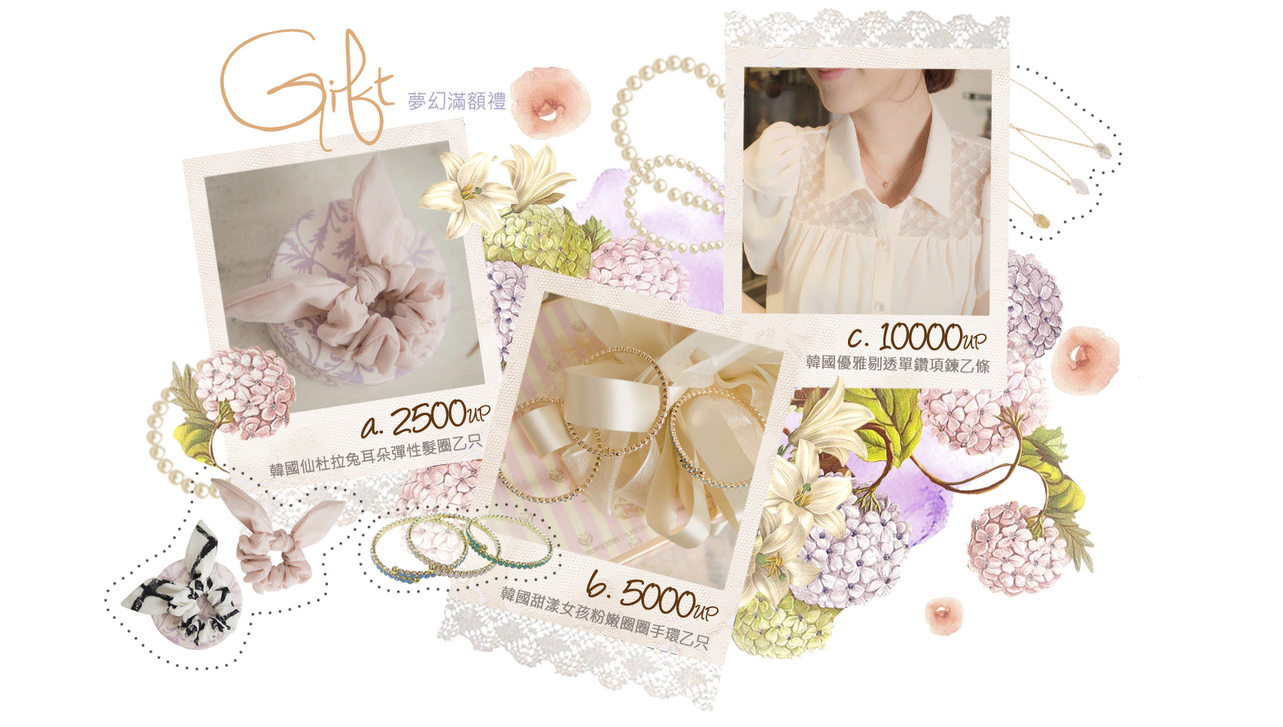 Gift
夢幻滿額禮
a. 2500UP
韓國仙杜拉兔耳朵彈性髮圈乙只
b. 5000UP
韓國甜漾女孩粉嫩圈圈手環乙只
c. 10000UP
韓國優雅剔透單鑽項鍊乙條